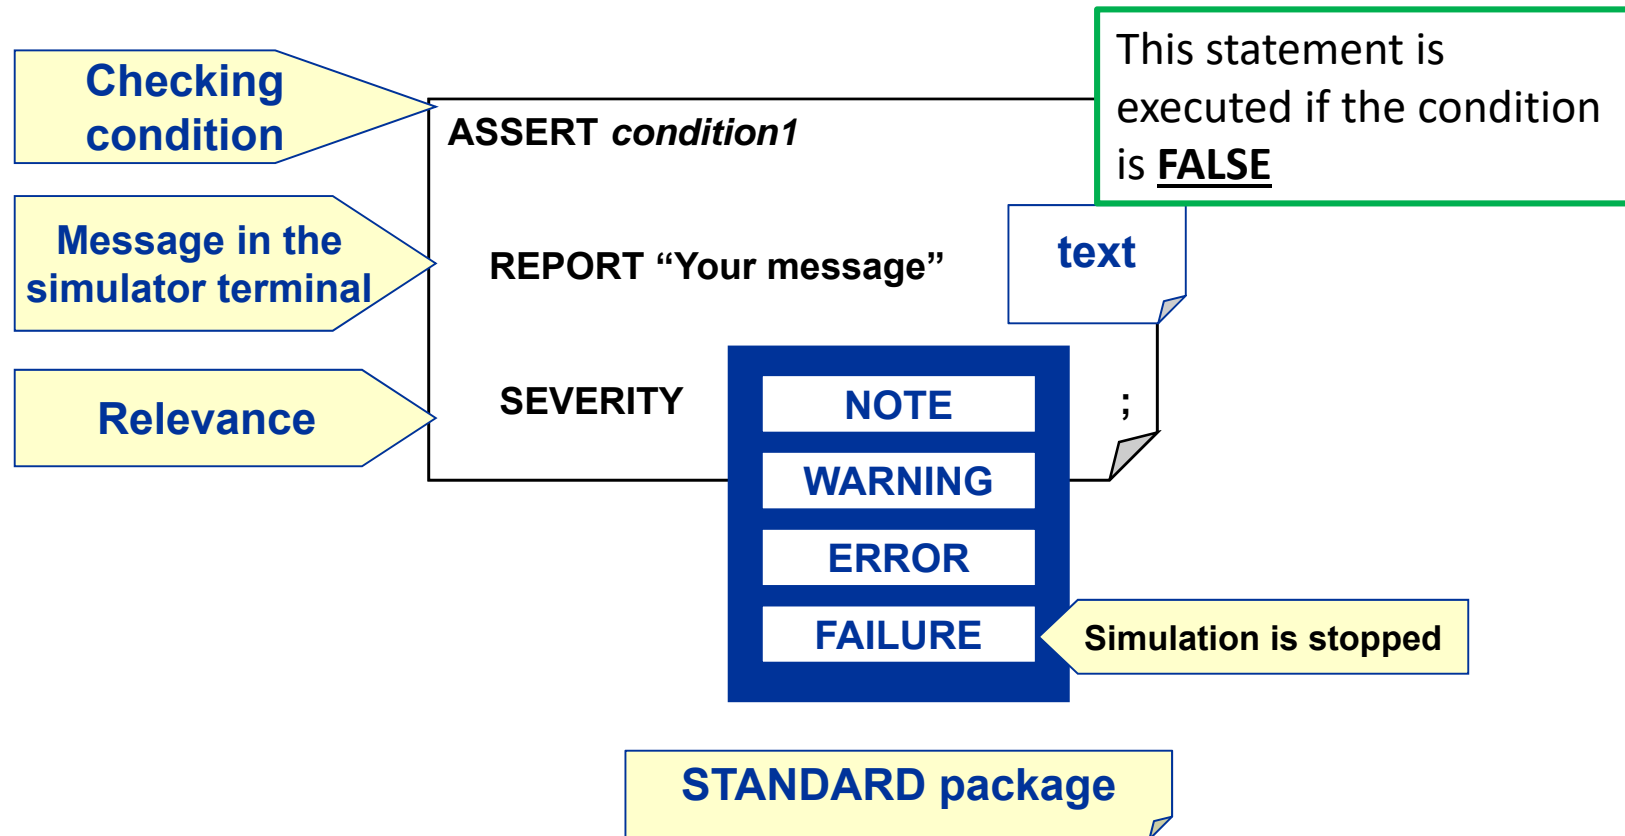 This statement is
executed if the condition
is FALSE
Checking
condition
ASSERT condition1
Message in the
simulator terminal
REPORT “Your message”
text
Relevance
SEVERITY
NOTE
;
WARNING
ERROR
FAILURE
Simulation is stopped
STANDARD package